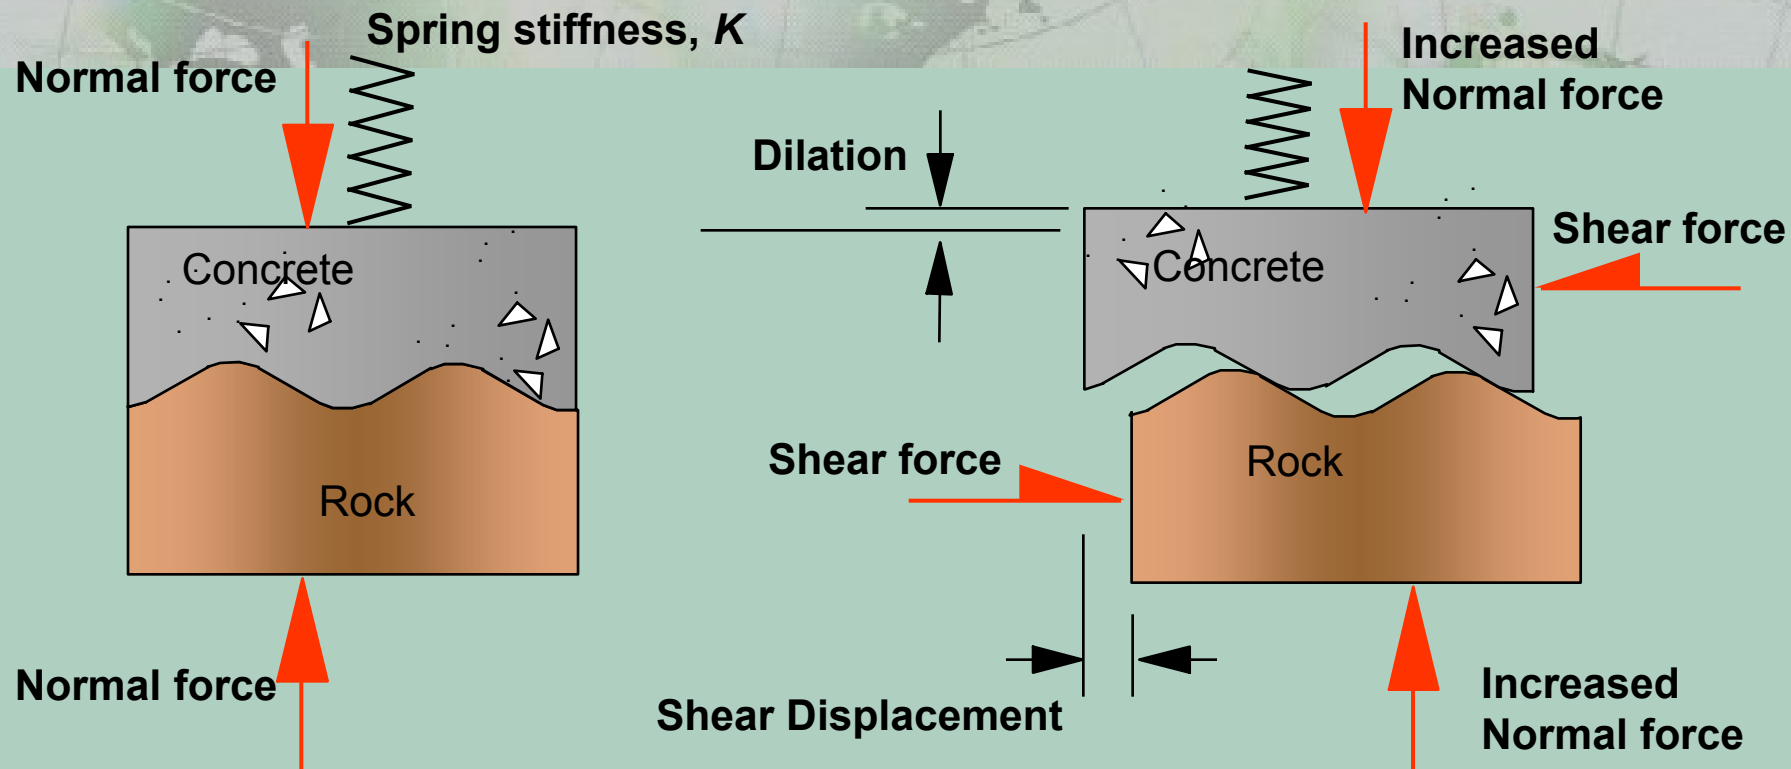 Spring stiffness, K
Normal force
Concrete
Rock
Normal force
Increased
Normal force
Dilation
Concrete
Shear force
Shear force
Rock
Shear Displacement
Increased
Normal force